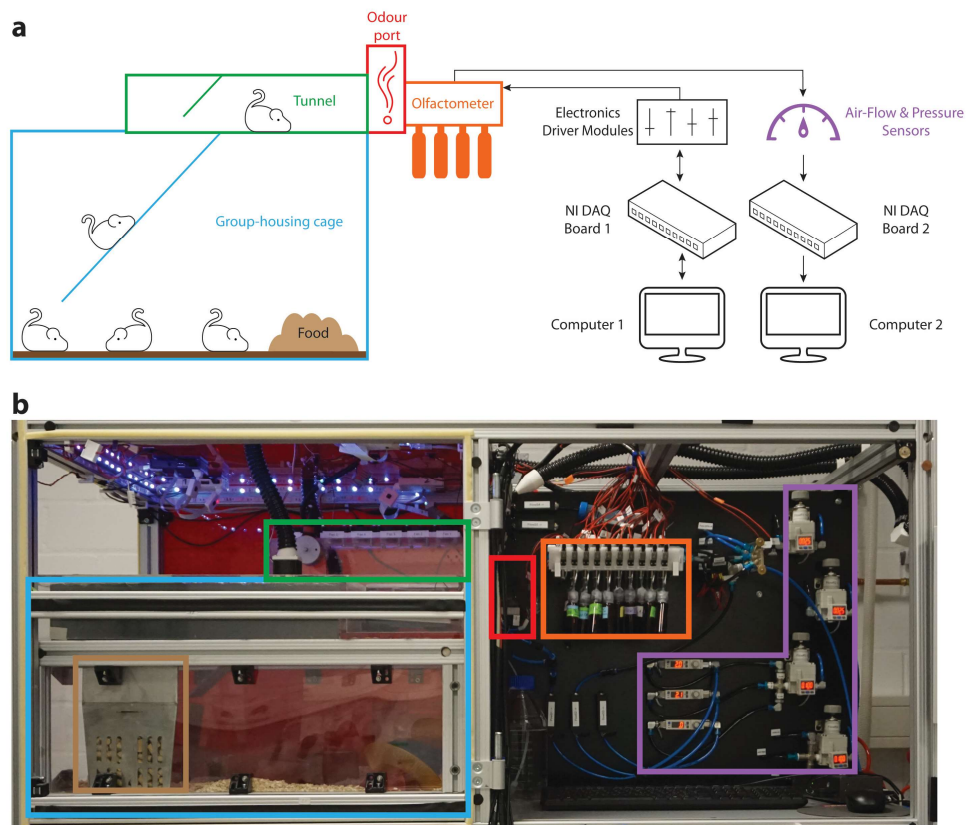 a
Odour
port
Tunnel
Olfactometer
Electronics
Driver Modules
Air-Flow & Pressure
Sensors
Group-housing cage
NI DAQ
Board 1
NI DAQ
Board 2
Food
Computer 1
Computer 2
b